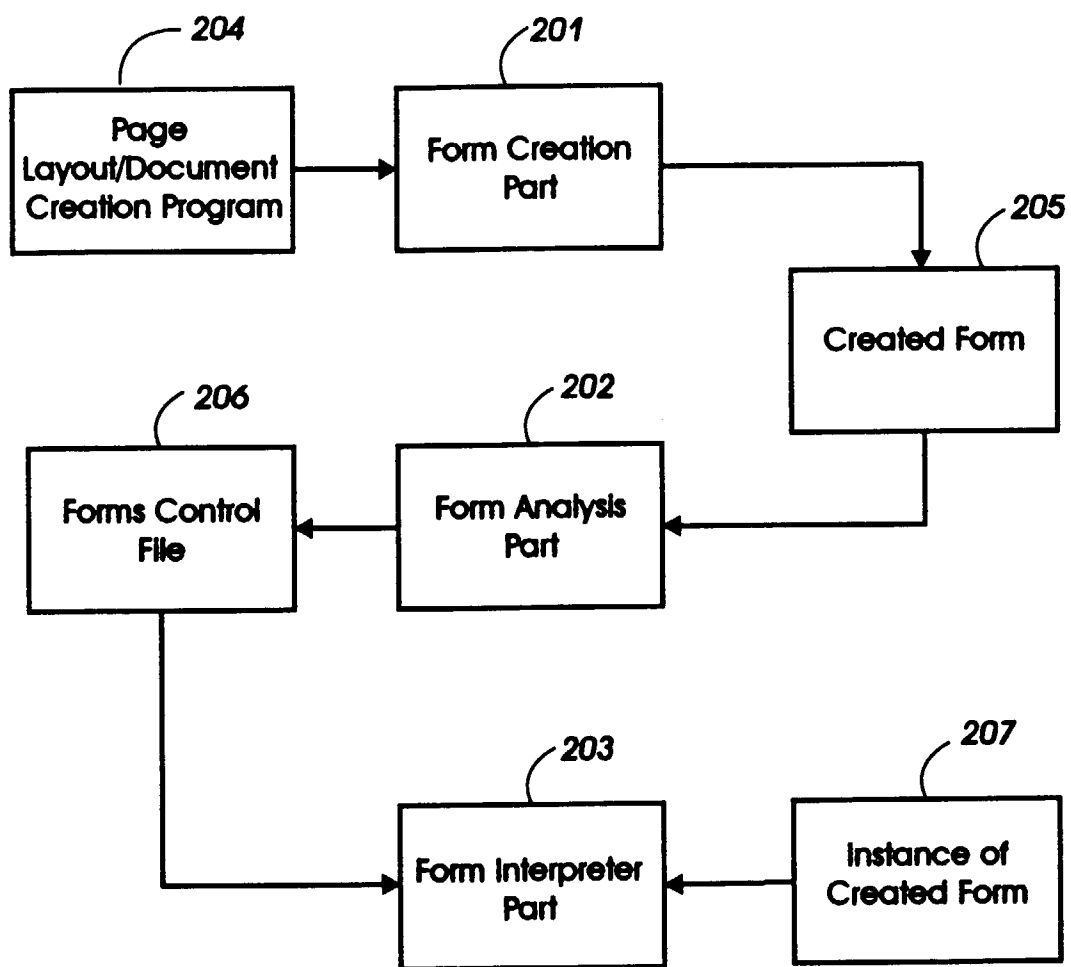 204
Page
Layout/Document
Creation Program
201
Form Creation
Part
205
Created Form
206
Forms Control
File
202
Form Analysis
Part
203
Form Interpreter
Part
207
Instance of
Created Form